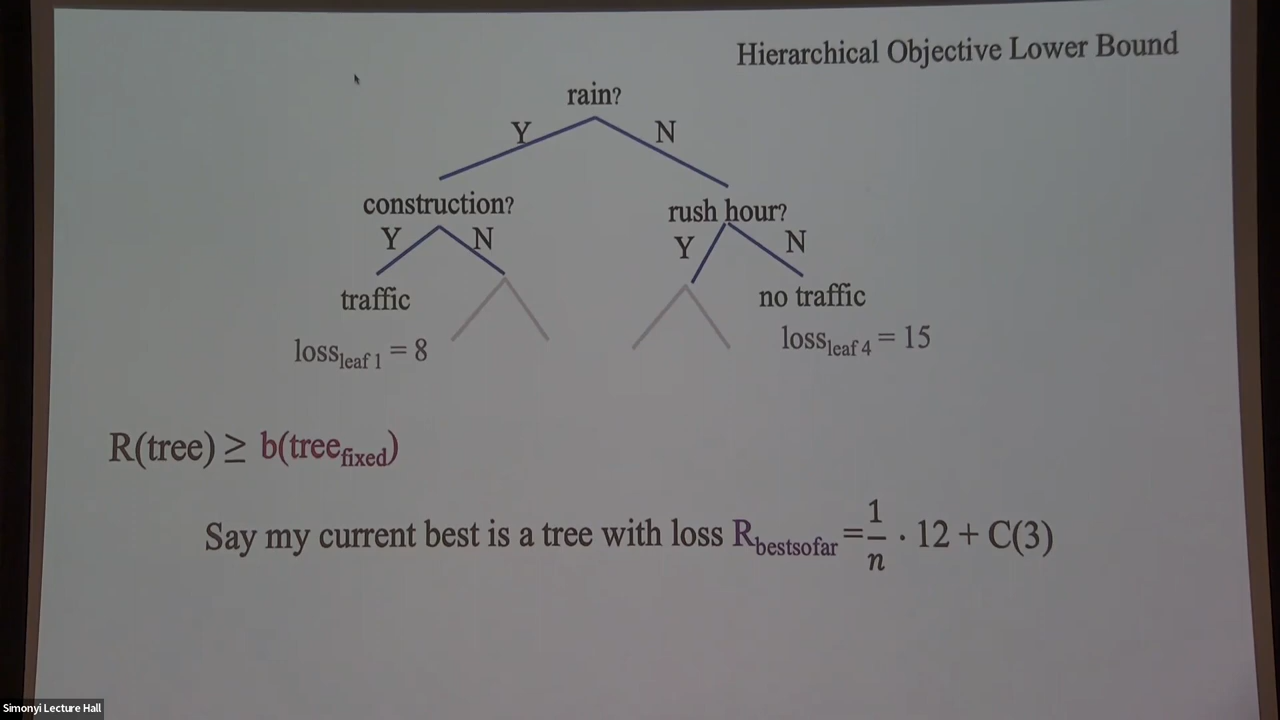 Hierarchical Objective Lower Bound
rain?
Y N
construction? rush hour?
Y N Y N
traffic no traffic
loss_leaf 1 = 8 loss_leaf 4 = 15
R(tree) ≥ b(tree_fixed)
Say my current best is a tree with loss R_bestsofar = 1/n · 12 + C(3)
Simonyi Lecture Hall